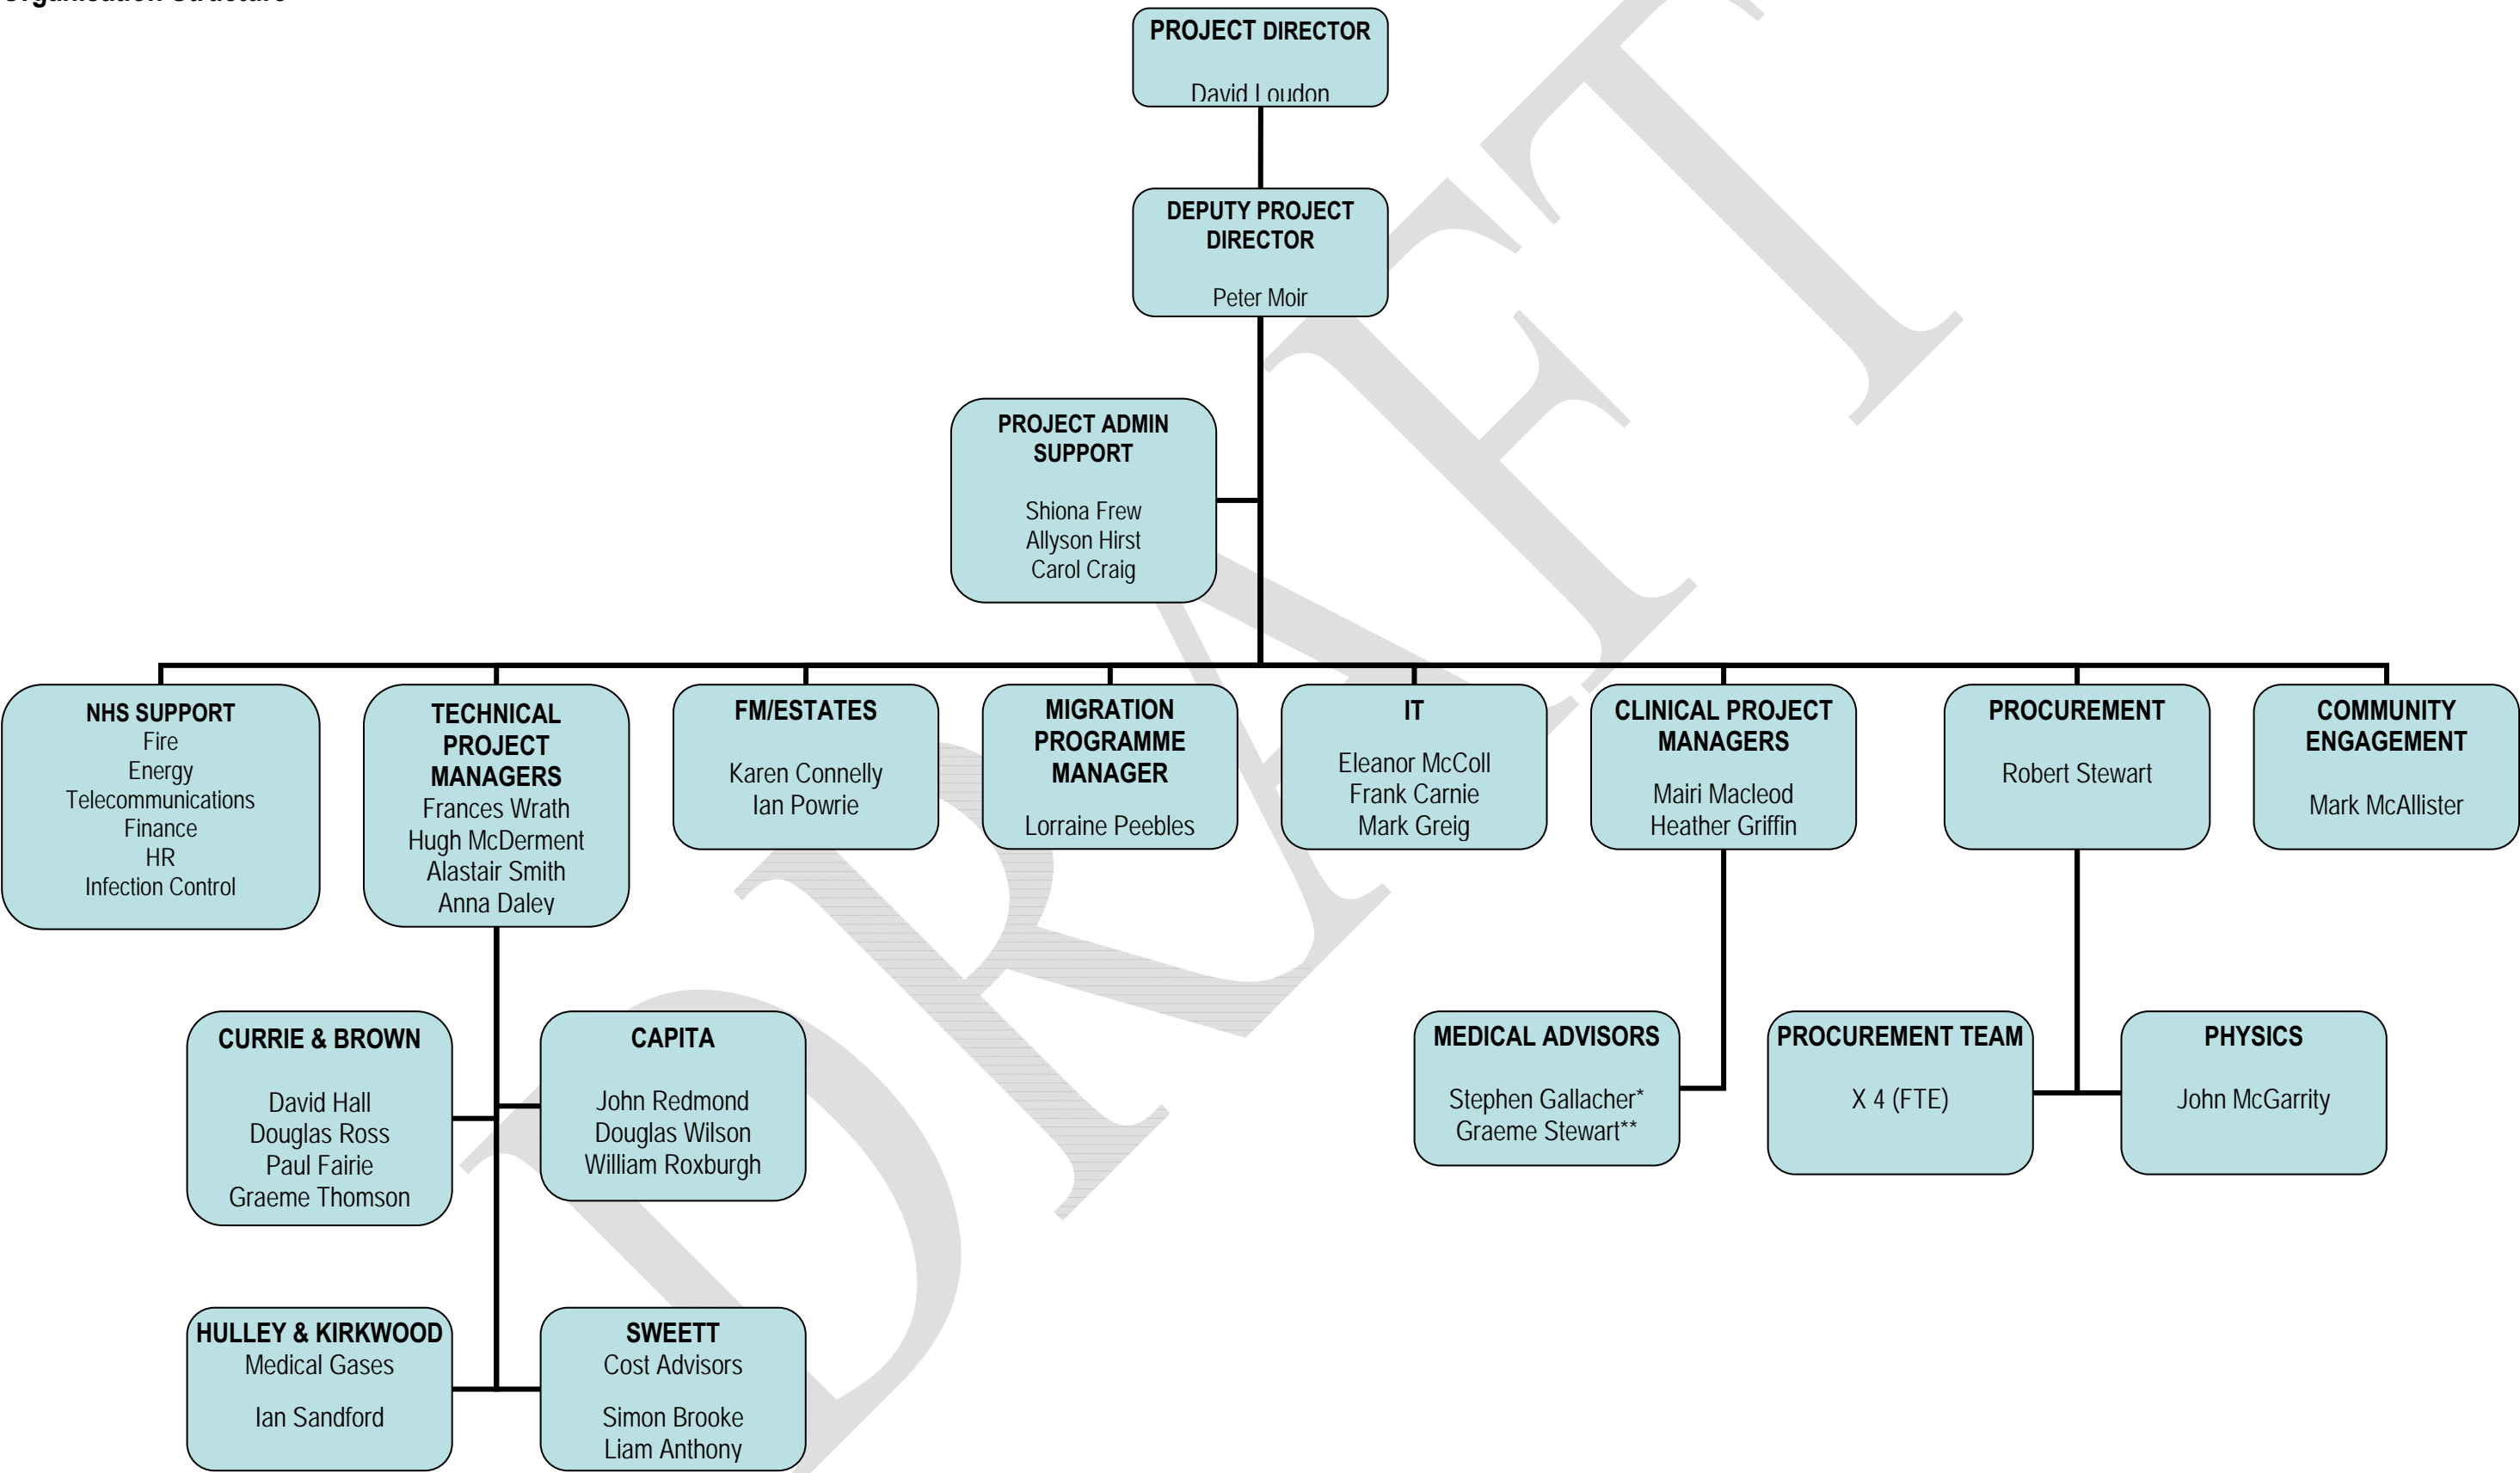 Organisation Structure
PROJECT DIRECTOR
David Loudon
DEPUTY PROJECT
DIRECTOR
Peter Moir
PROJECT ADMIN
SUPPORT
Shiona Frew
Allyson Hirst
Carol Craig
NHS SUPPORT
Fire
Energy
Telecommunications
Finance
HR
Infection Control
TECHNICAL
PROJECT
MANAGERS
Frances Wrath
Hugh McDerment
Alastair Smith
Anna Daley
FM/ESTATES
Karen Connelly
Ian Powrie
MIGRATION
PROGRAMME
MANAGER
Lorraine Peebles
IT
Eleanor McColl
Frank Carnie
Mark Greig
CLINICAL PROJECT
MANAGERS
Mairi Macleod
Heather Griffin
PROCUREMENT
Robert Stewart
COMMUNITY
ENGAGEMENT
Mark McAllister
CURRIE & BROWN
David Hall
Douglas Ross
Paul Fairie
Graeme Thomson
CAPITA
John Redmond
Douglas Wilson
William Roxburgh
MEDICAL ADVISORS
Stephen Gallacher*
Graeme Stewart**
PROCUREMENT TEAM
X 4 (FTE)
PHYSICS
John McGarrity
HULLEY & KIRKWOOD
Medical Gases
Ian Sandford
SWEETT
Cost Advisors
Simon Brooke
Liam Anthony
DRAFT